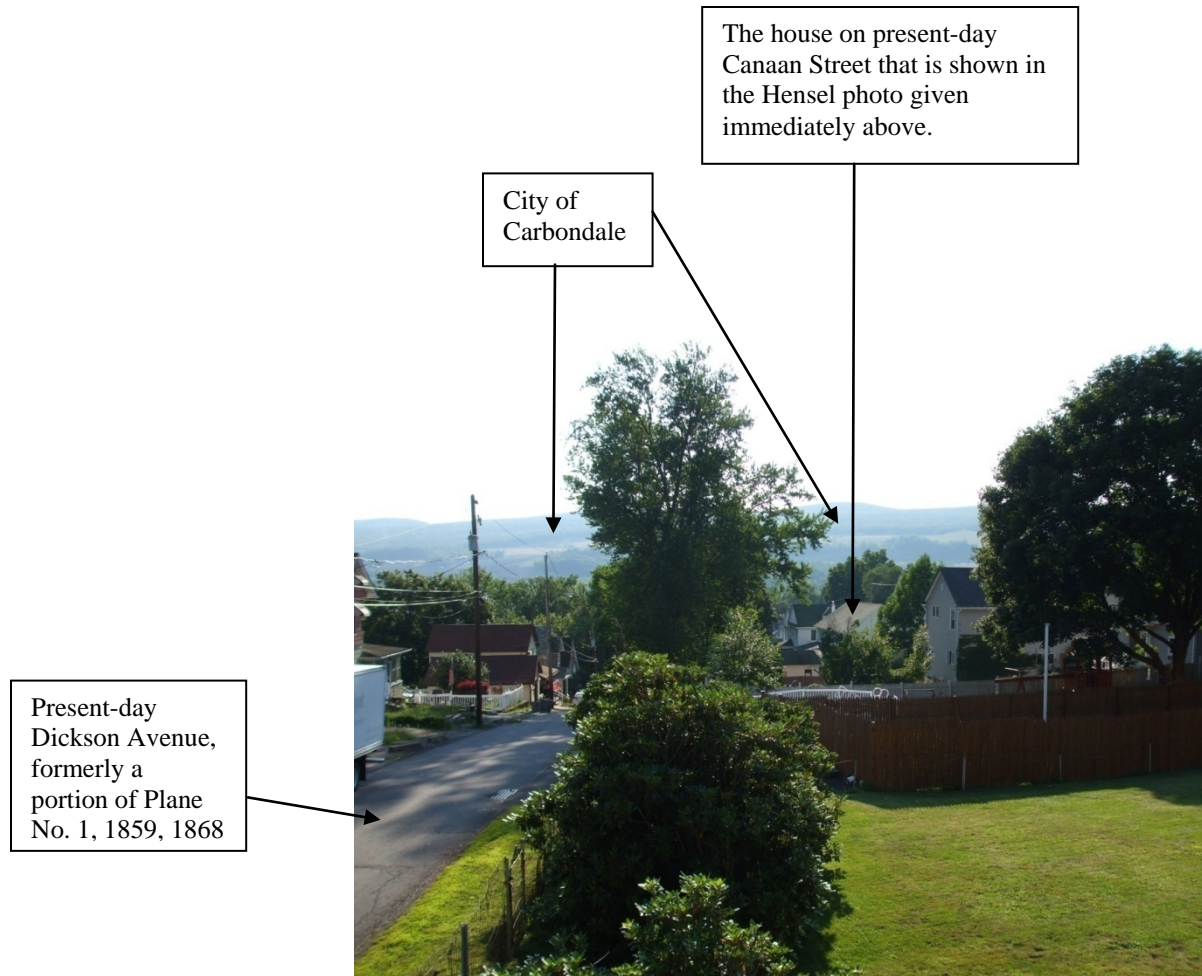 The house on present-day
Canaan Street that is shown in
the Hensel photo given
immediately above.
City of
Carbondale
Present-day
Dickson Avenue,
formerly a
portion of Plane
No. 1, 1859, 1868